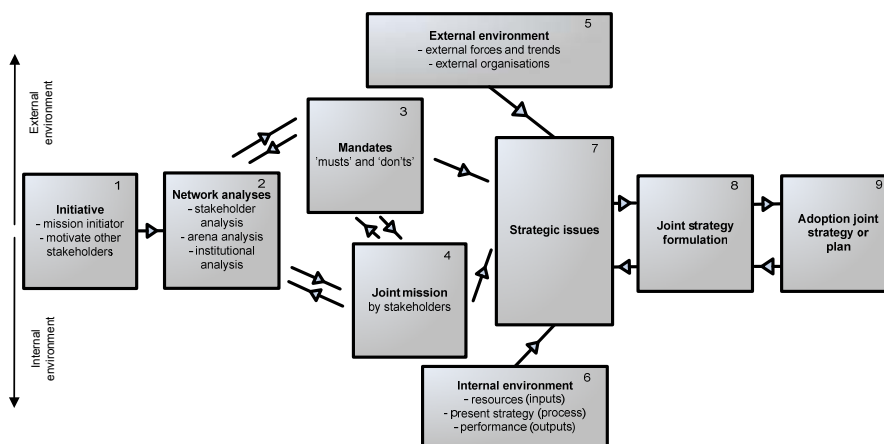 External
environment
Internal
environment
1
Initiative
- mission initiator
- motivate other
stakeholders
2
Network analyses
- stakeholder
analysis
- arena analysis
- institutional
analysis
3
Mandates
'musts' and 'don'ts'
4
Joint mission
by stakeholders
5
External environment
- external forces and trends
- external organisations
6
Internal environment
- resources (inputs)
- present strategy (process)
- performance (outputs)
7
Strategic issues
8
Joint strategy
formulation
9
Adoption joint
strategy or
plan